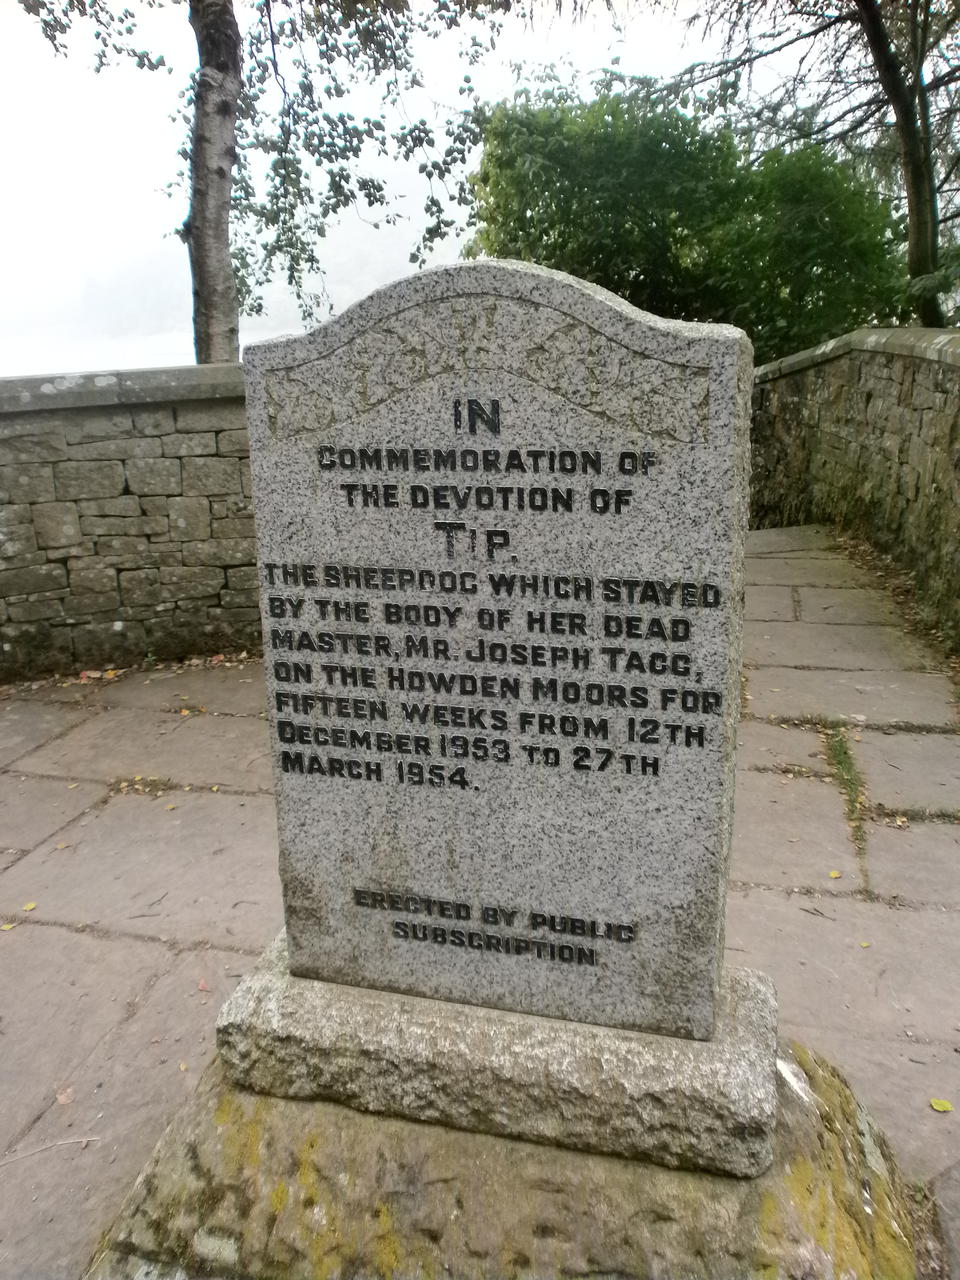 IN
COMMEMORATION OF
THE DEVOTION OF
TIP.
THE SHEEPDOG WHICH STAYED
BY THE BODY OF HER DEAD
MASTER, MR. JOSEPH TAGG,
ON THE HOWDEN MOORS FOR
FIFTEEN WEEKS FROM 12TH
DECEMBER 1953 TO 27TH
MARCH 1954.
ERECTED BY PUBLIC
SUBSCRIPTION